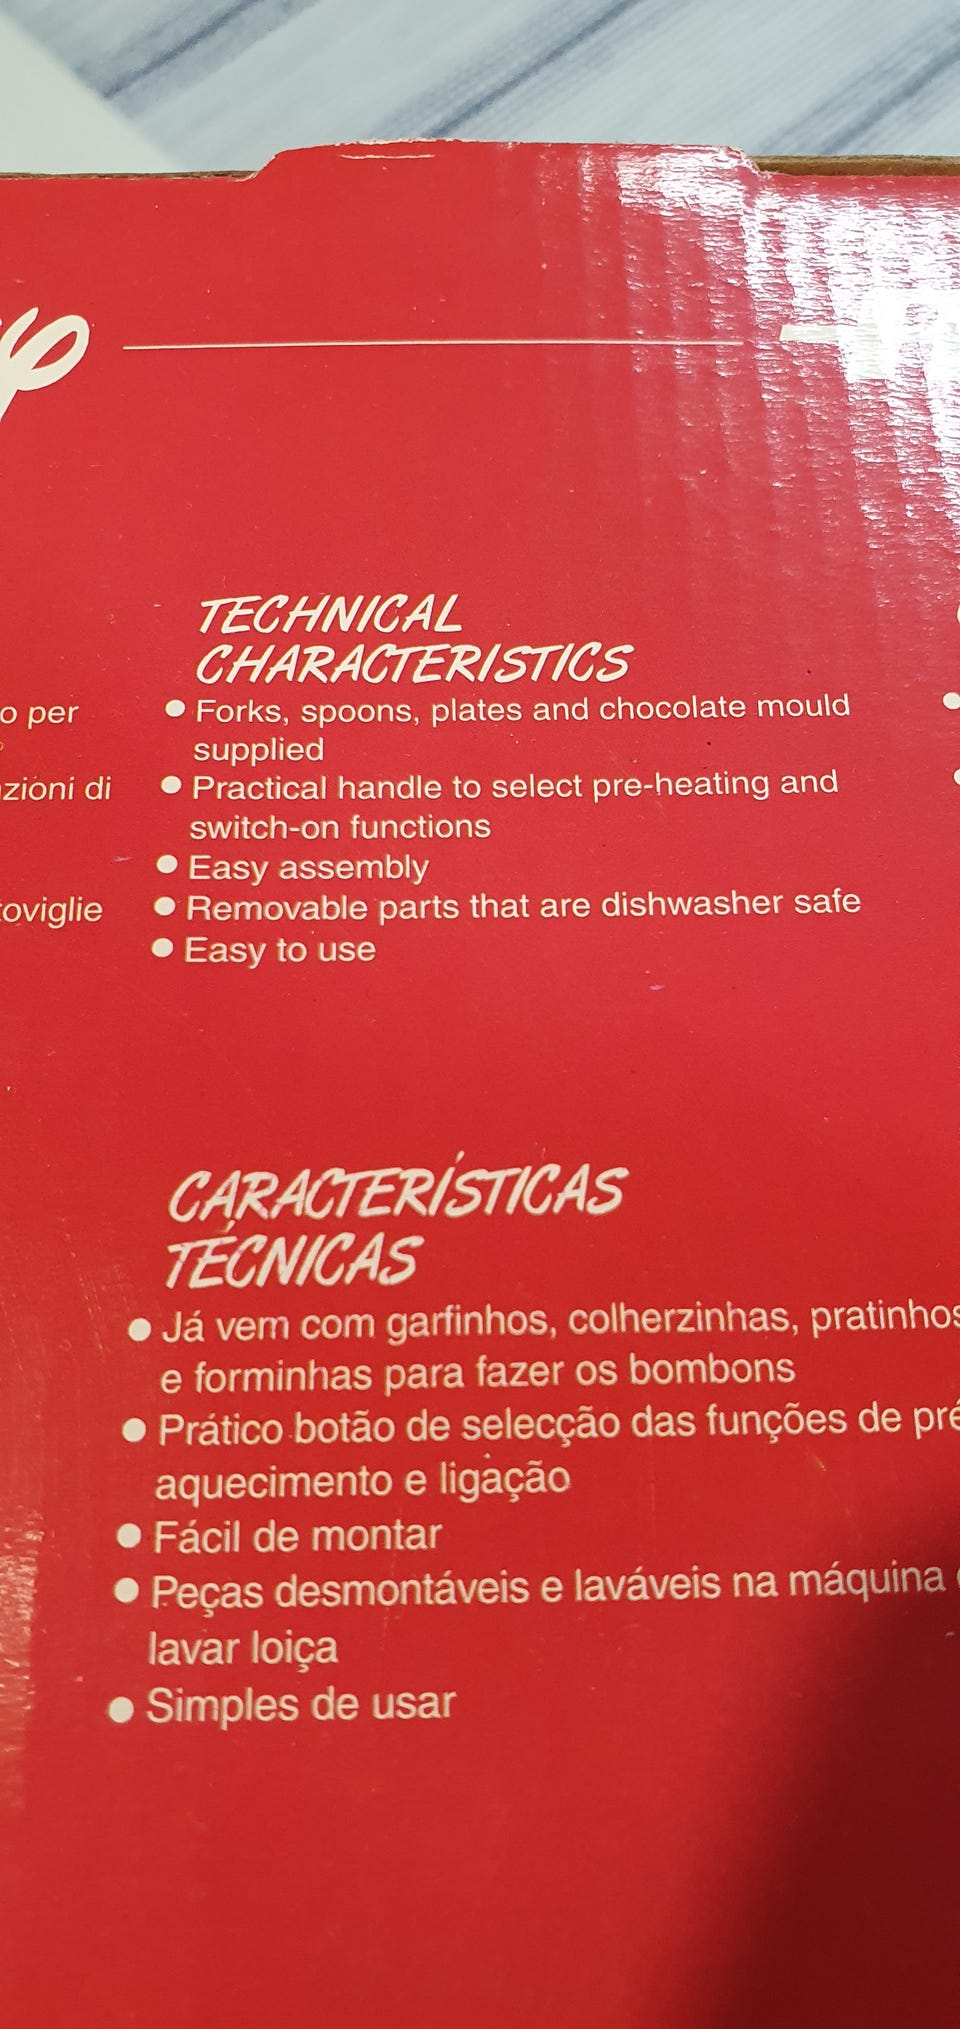 TECHNICAL
CHARACTERISTICS
● Forks, spoons, plates and chocolate mould
supplied
● Practical handle to select pre-heating and
switch-on functions
● Easy assembly
● Removable parts that are dishwasher safe
● Easy to use
o per
zioni di
toviglie
CARACTERÍSTICAS
TÉCNICAS
● Já vem com garfinhos, colherzinhas, pratinhos
e forminhas para fazer os bombons
● Prático botão de selecção das funções de pré
aquecimento e ligação
● Fácil de montar
● Peças desmontáveis e laváveis na máquina
lavar loiça
● Simples de usar